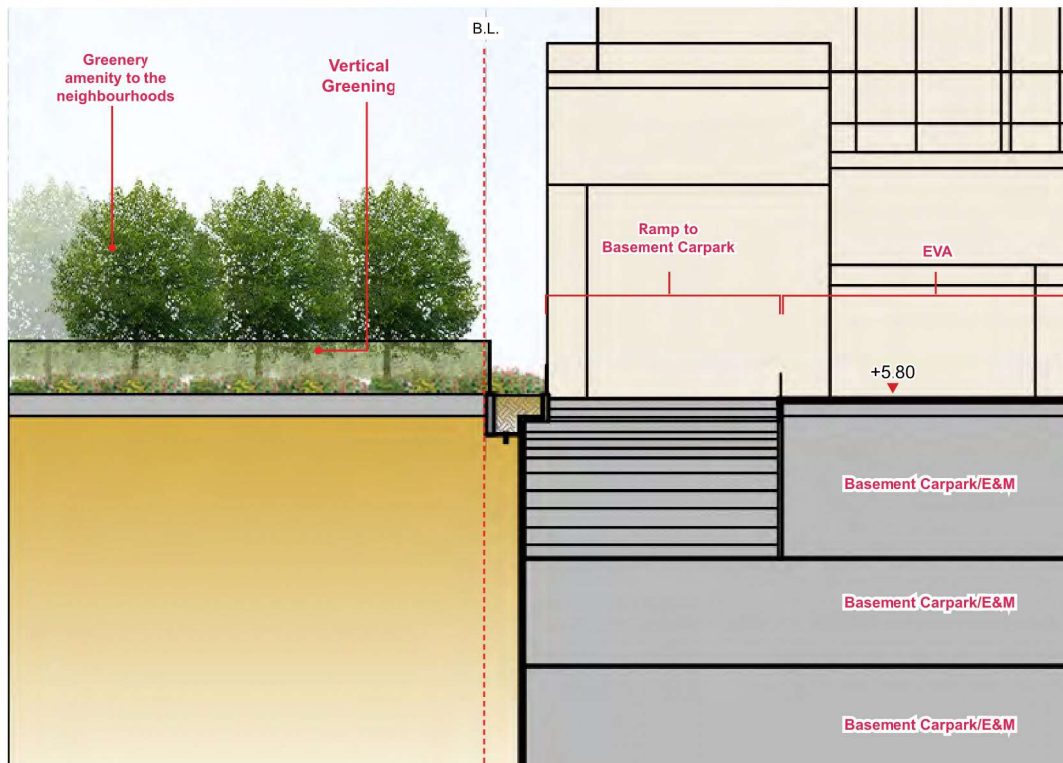 B.L.
Greenery
amenity to the
neighbourhoods
Vertical
Greening
Ramp to
Basement Carpark
EVA
+5.80
Basement Carpark/E&M
Basement Carpark/E&M
Basement Carpark/E&M